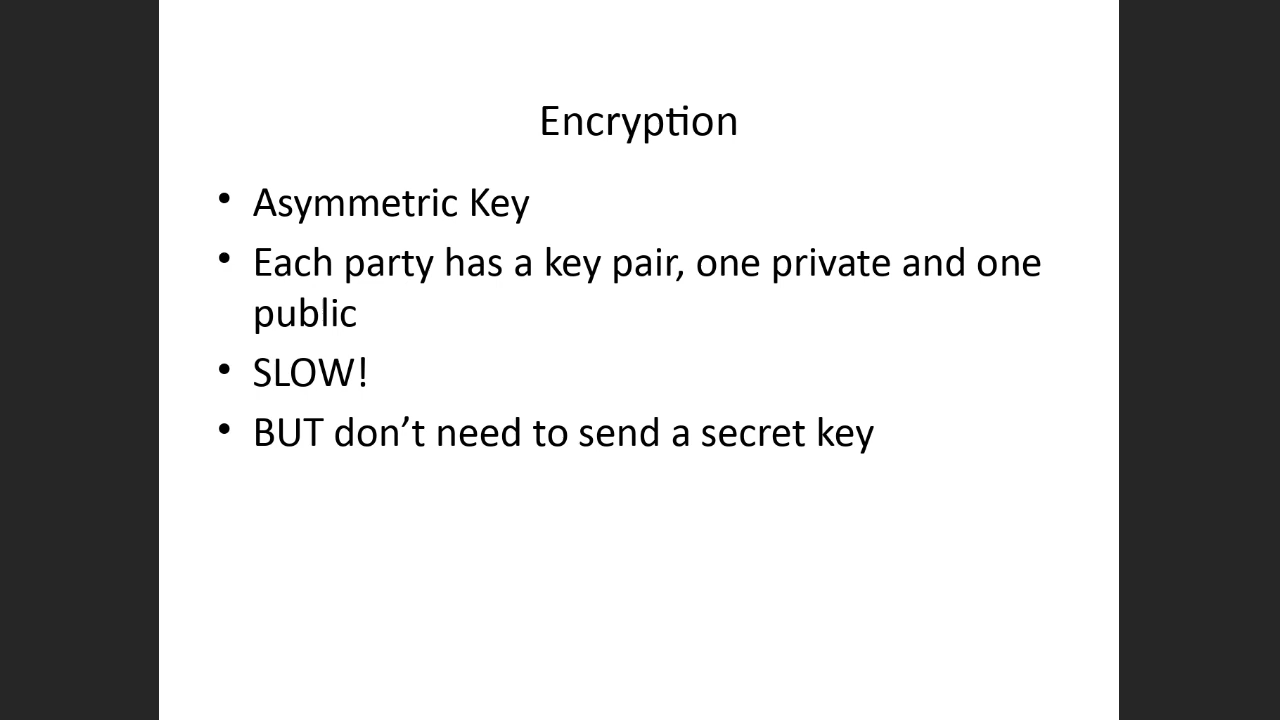 Encryption
• Asymmetric Key
• Each party has a key pair, one private and one
public
• SLOW!
• BUT don’t need to send a secret key